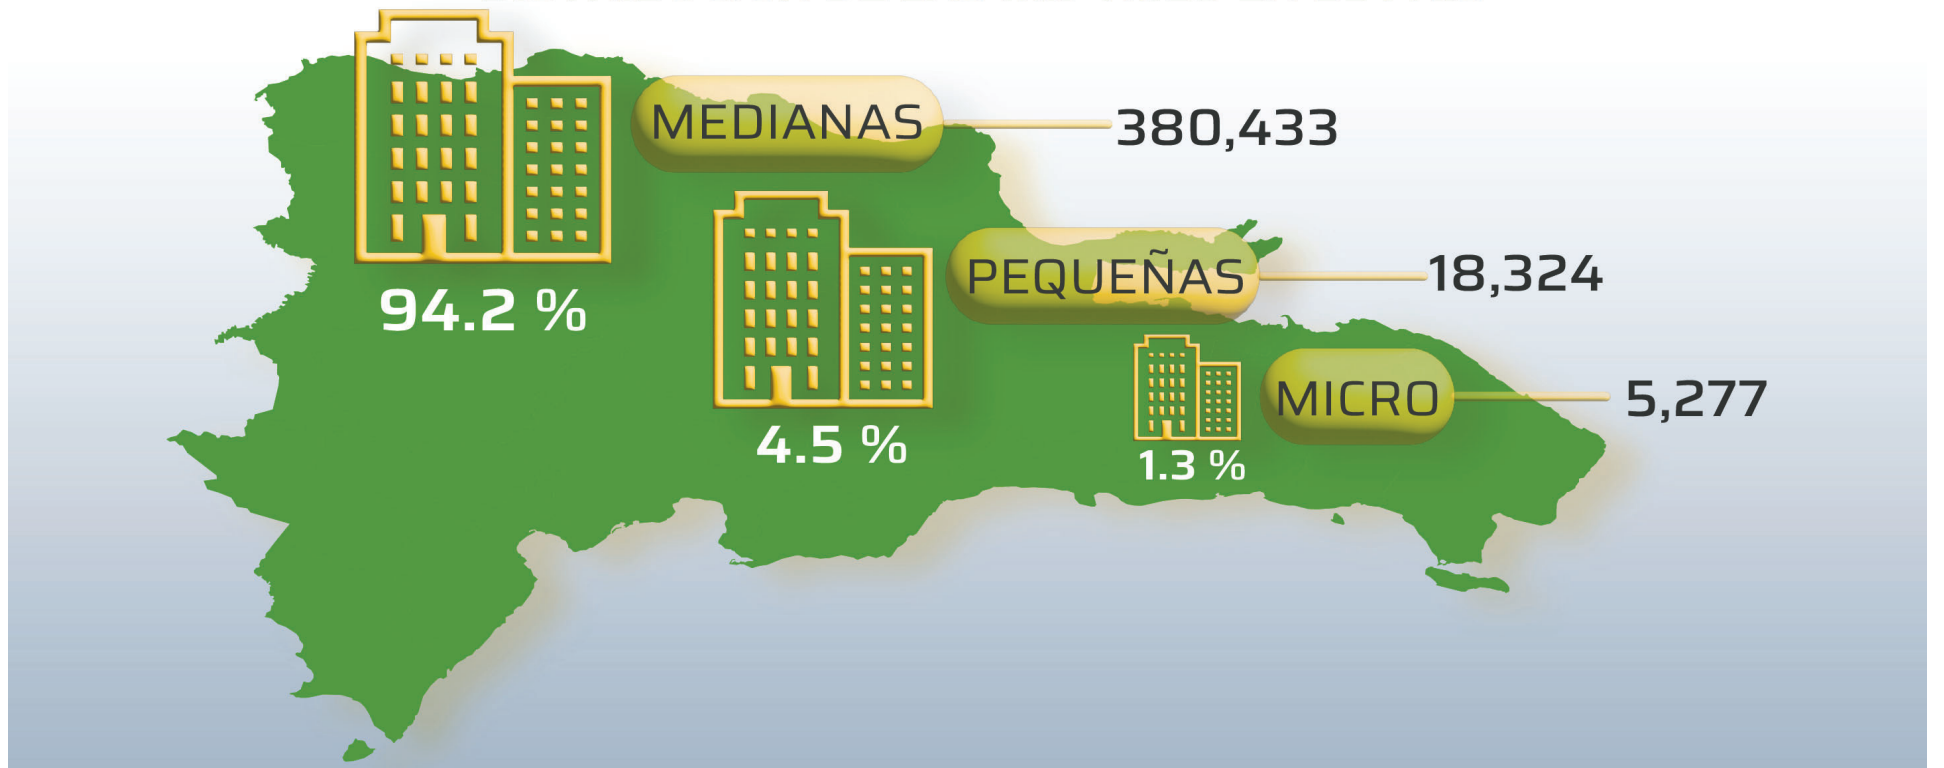 MEDIANAS
380,433
94.2 %
PEQUEÑAS
18,324
4.5 %
MICRO
5,277
1.3 %